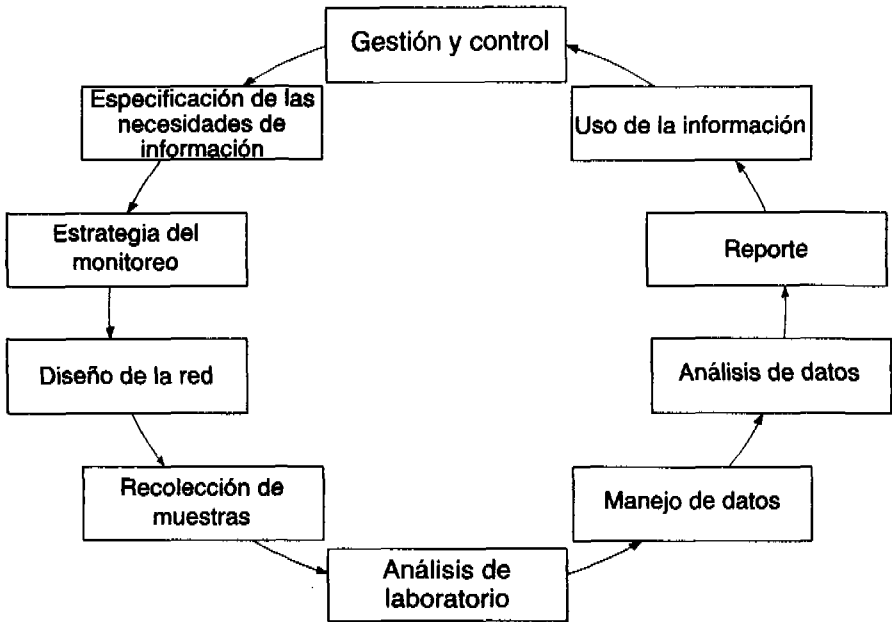 Gestión y control
Especificación de las
necesidades de
información
Uso de la información
Estrategia del
monitoreo
Reporte
Diseño de la red
Análisis de datos
Recolección de
muestras
Manejo de datos
Análisis de
laboratorio